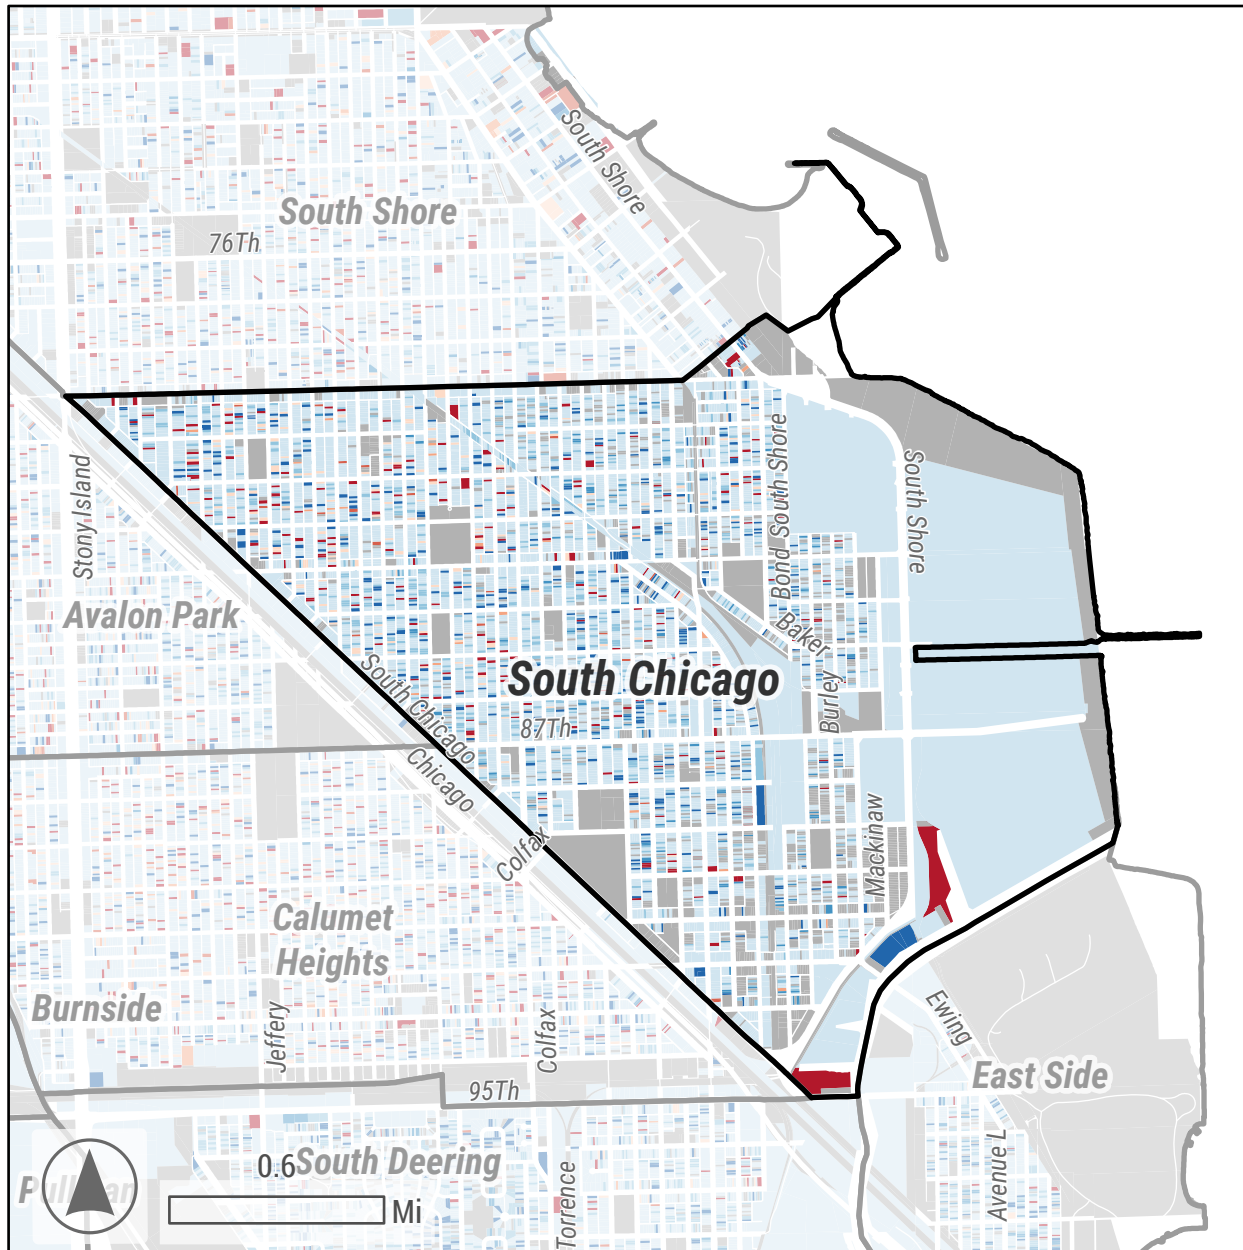 South Shore
South Shore
76Th
Stony Island
Bond South Shore
South Shore
Avalon Park
Baker
South Chicago
South Chicago
87Th
Burley
Chicago
Colfax
Mackinaw
Calumet
Heights
Burnside
Jeffery
Colfax
Ewing
East Side
95Th
South Deering
0.6
Mi
Torrence
Avenue L